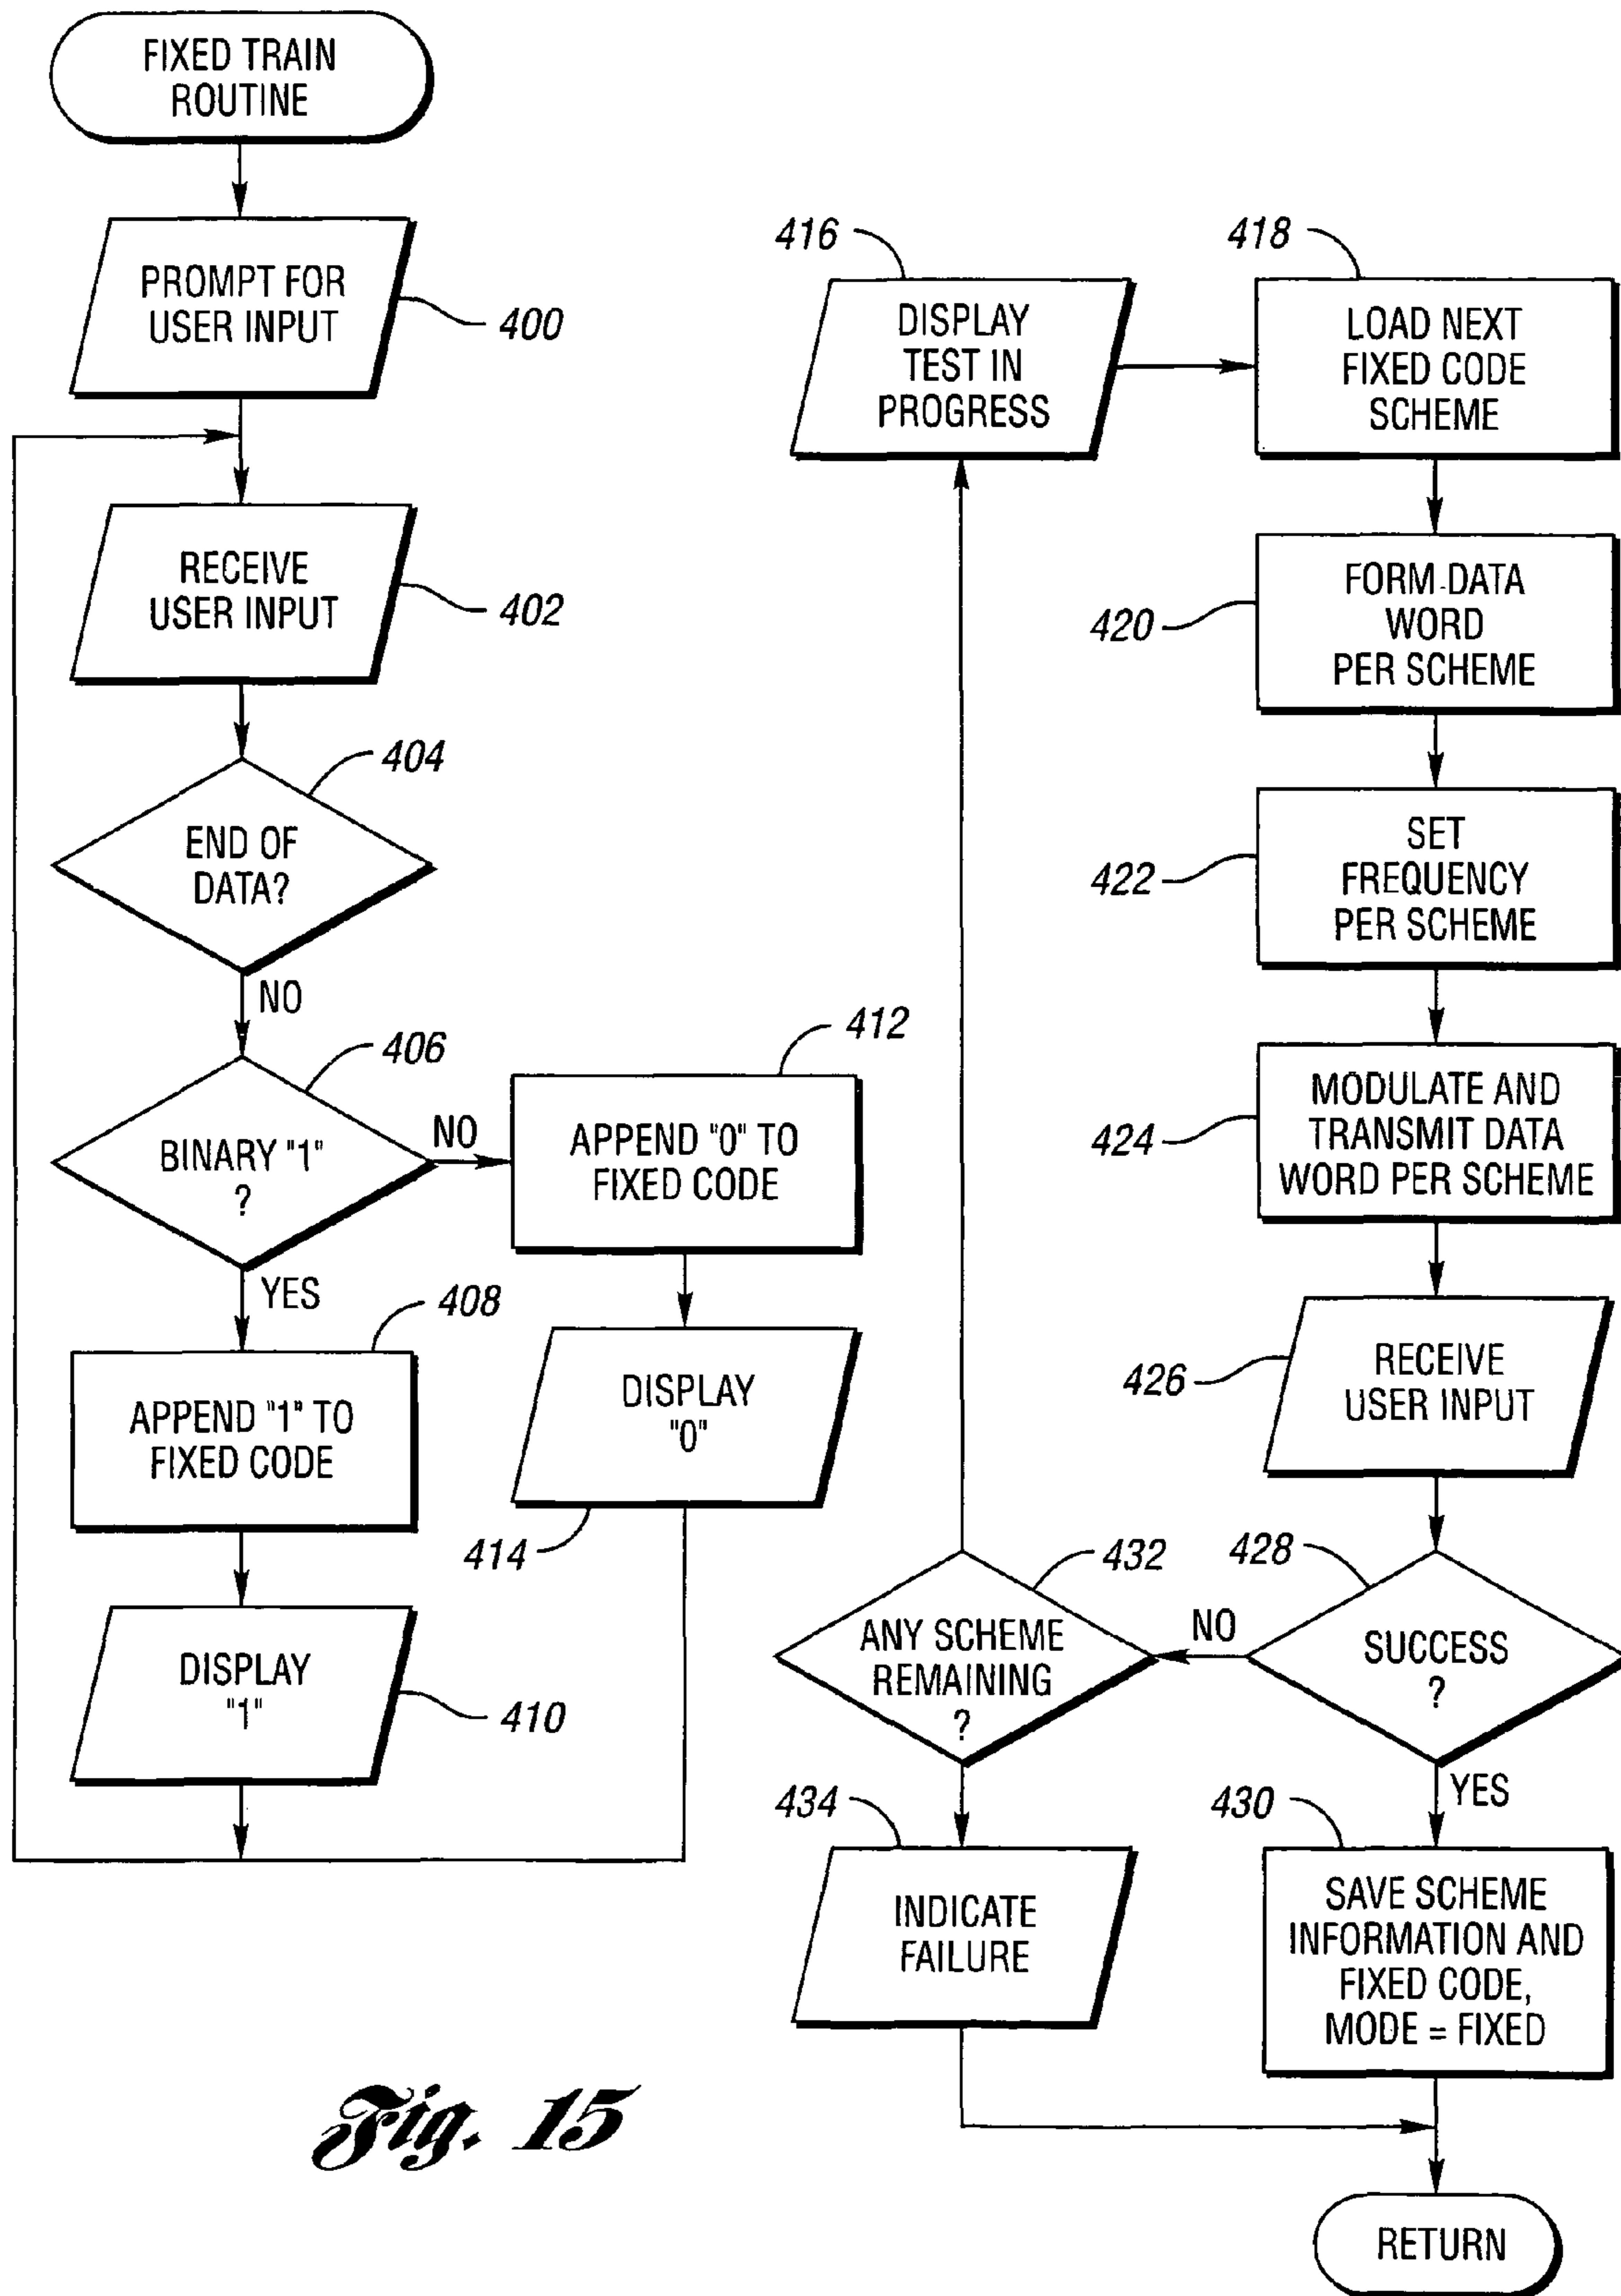 FIXED TRAIN
ROUTINE
PROMPT FOR
USER INPUT
400
RECEIVE
USER INPUT
402
404
END OF
DATA?
NO
406
BINARY "1"
?
NO
YES
412
APPEND "0" TO
FIXED CODE
408
APPEND "1" TO
FIXED CODE
DISPLAY
"0"
414
DISPLAY
"1"
410
416
DISPLAY
TEST IN
PROGRESS
418
LOAD NEXT
FIXED CODE
SCHEME
420
FORM DATA
WORD
PER SCHEME
422
SET
FREQUENCY
PER SCHEME
424
MODULATE AND
TRANSMIT DATA
WORD PER SCHEME
426
RECEIVE
USER INPUT
428
SUCCESS
?
NO
YES
432
ANY SCHEME
REMAINING
?
434
INDICATE
FAILURE
430
SAVE SCHEME
INFORMATION AND
FIXED CODE,
MODE = FIXED
RETURN
Fig. 15